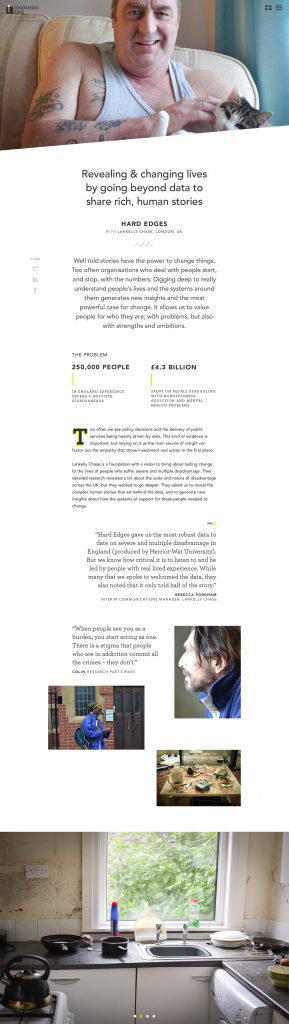 Innovation
Unit
Revealing & changing lives
by going beyond data to
share rich, human stories
HARD EDGES
WITH LANKELLY CHASE, LONDON, UK
SHARE
Well told stories have the power to change things.
Too often organisations who deal with people start,
and stop, with the numbers. Digging deep to really
understand people's lives and the systems around
them generates new insights and the most
powerful case for change. It allows us to value
people for who they are; with problems, but also
with strengths and ambitions.
THE PROBLEM
250,000 PEOPLE
£4.3 BILLION
IN ENGLAND EXPERIENCE
SEVERE & MULTIPLE
DISADVANTAGE
SPENT ON PEOPLE STRUGGLING
WITH HOMELESSNESS,
ADDICTION AND MENTAL
HEALTH PROBLEMS
Too often we see policy decisions and the delivery of public
services being heavily driven by data. This kind of evidence is
important, but relying on it as the main source of insight can
factor out the empathy that drove investment and action in the first place.
Lankelly Chase is a foundation with a vision to bring about lasting change
to the lives of people who suffer severe and multiple disadvantage. Their
detailed research revealed a lot about the scale and nature of disadvantage
across the UK, but they wanted to go deeper. They asked us to reveal the
complex human stories that sit behind the data, and to generate new
insights about how the systems of support for these people needed to
change.
"Hard Edges gave us the most robust data to
date on severe and multiple disadvantage in
England (produced by Herriot-Wat University).
But we know how critical it is to listen to and be
led by people with real lived experience. While
many that we spoke to welcomed the data, they
also noted that it only told half of the story."
REBECCA FORDHAM
INTERIM COMMUNICATIONS MANAGER, LANKELLY CHASE
"When people see you as a
burden, you start acting as one.
There is a stigma that people
who are in addiction commit all
the crimes – they don't."
COLIN RESEARCH PARTICIPANT